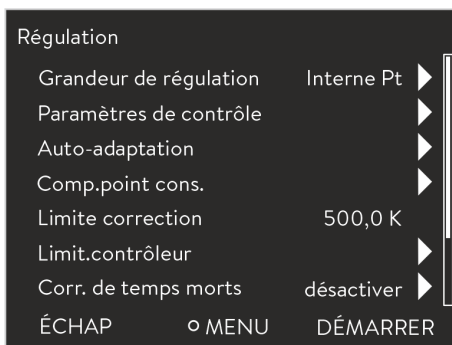 Régulation
Grandeur de régulation Interne Pt
Paramètres de contrôle
Auto-adaptation
Comp.point cons.
Limite correction 500,0 K
Limit.contrôleur
Corr. de temps morts désactiver
ÉCHAP MENU DÉMARRER